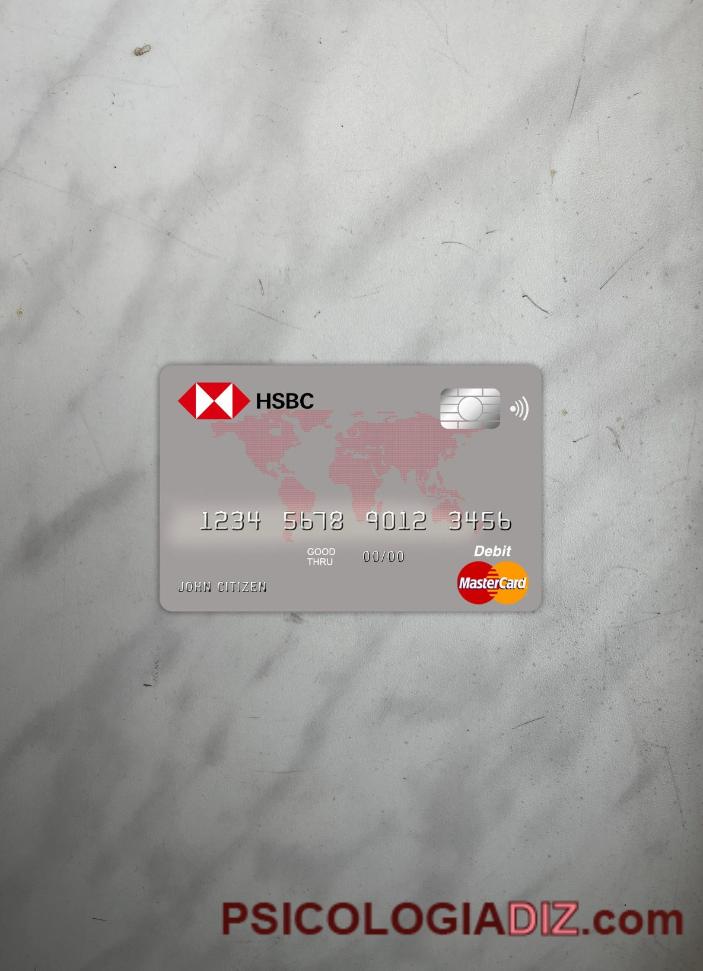 HSBC
1234 5678 9012 3456
GOOD THRU 00/00
Debit
JOHN CITIZEN
MasterCard
PSICOLOGIADIZ.com